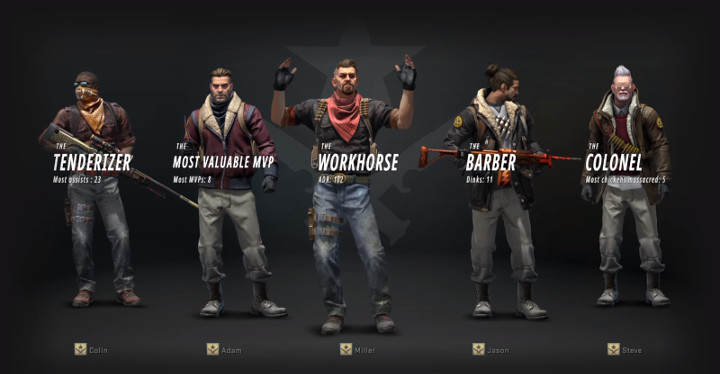 THE
TENDERIZER
Most assists : 23
THE
MOST VALUABLE MVP
Most MVPs: 8
THE
WORKHORSE
ADR: 102
THE
BARBER
Dinks: 11
THE
COLONEL
Most chickens massacred: 5
Colin
Adam
Miller
Jason
Steve